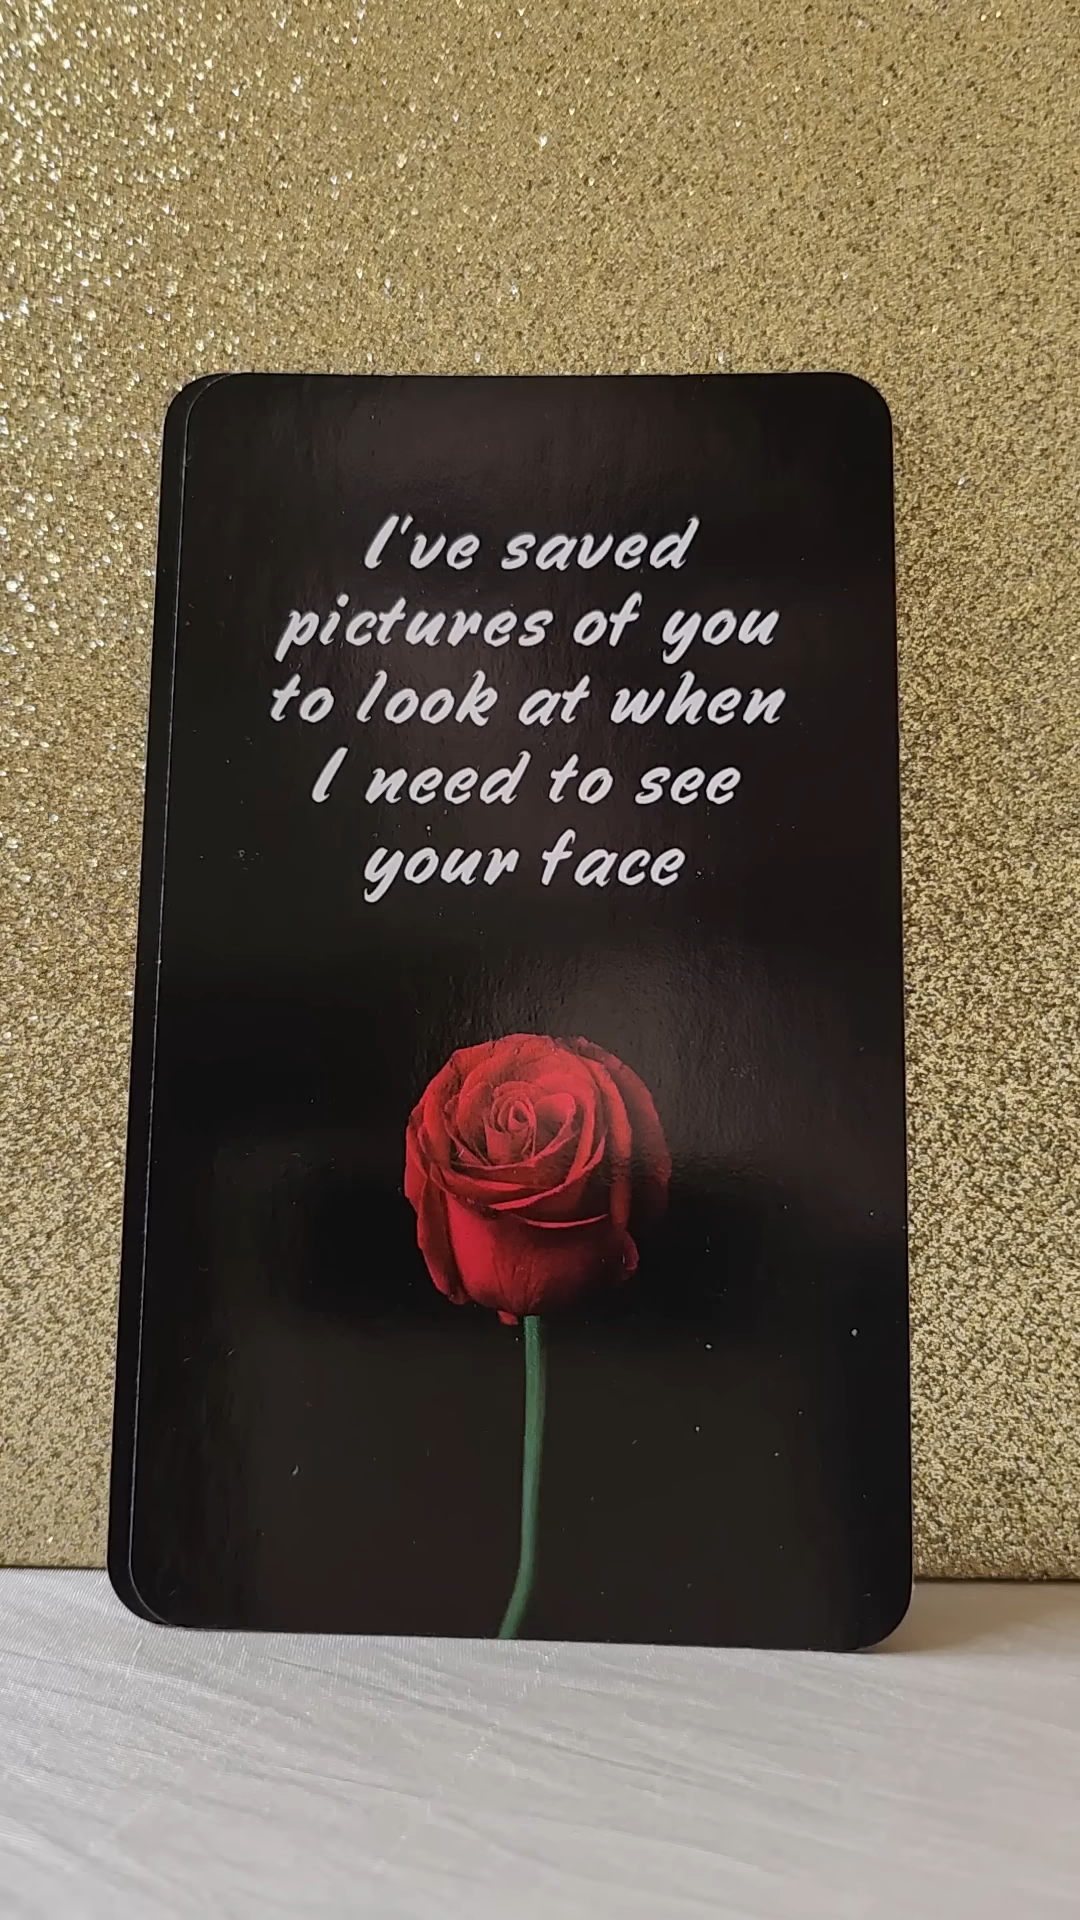 I've saved
pictures of you
to look at when
I need to see
your face